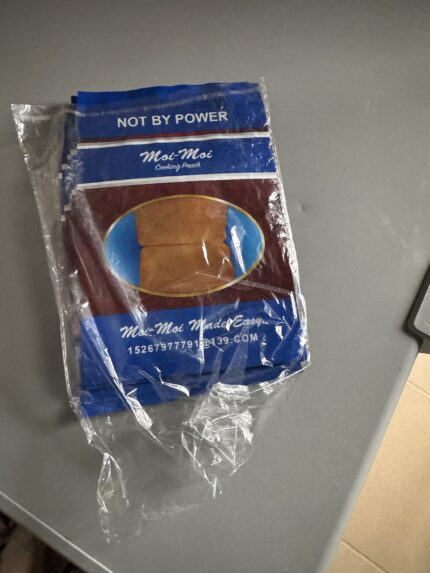 NOT BY POWER
Moi-Moi
Cooking Pouch
Moi-Moi Made Easy...
15267977791@139.COM